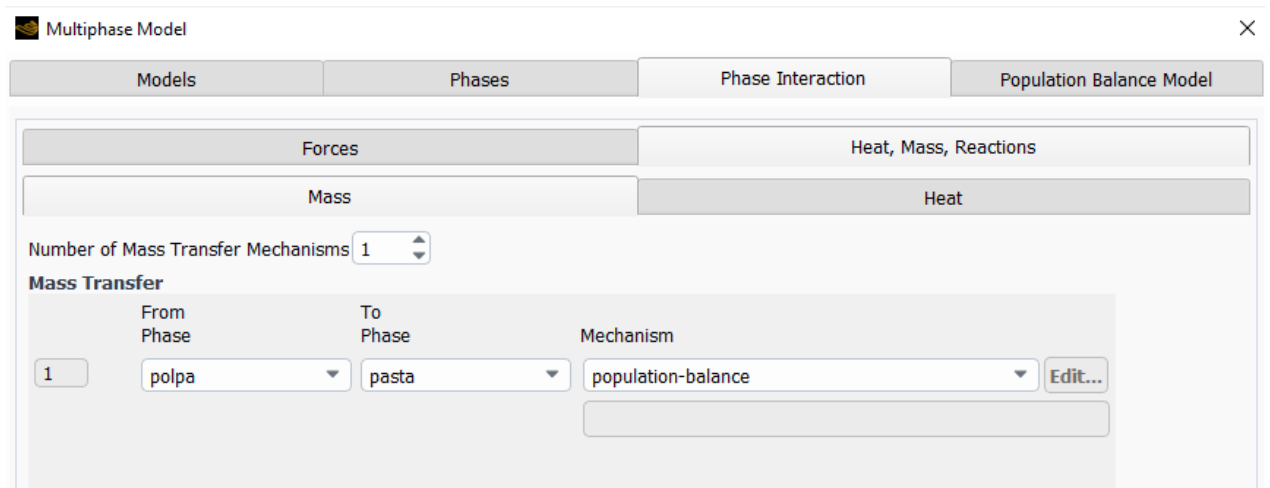 Multiphase Model
Models Phases Phase Interaction Population Balance Model
Forces Heat, Mass, Reactions
Mass Heat
Number of Mass Transfer Mechanisms 1
Mass Transfer
From To
Phase Phase Mechanism
1 polpa pasta population-balance Edit...